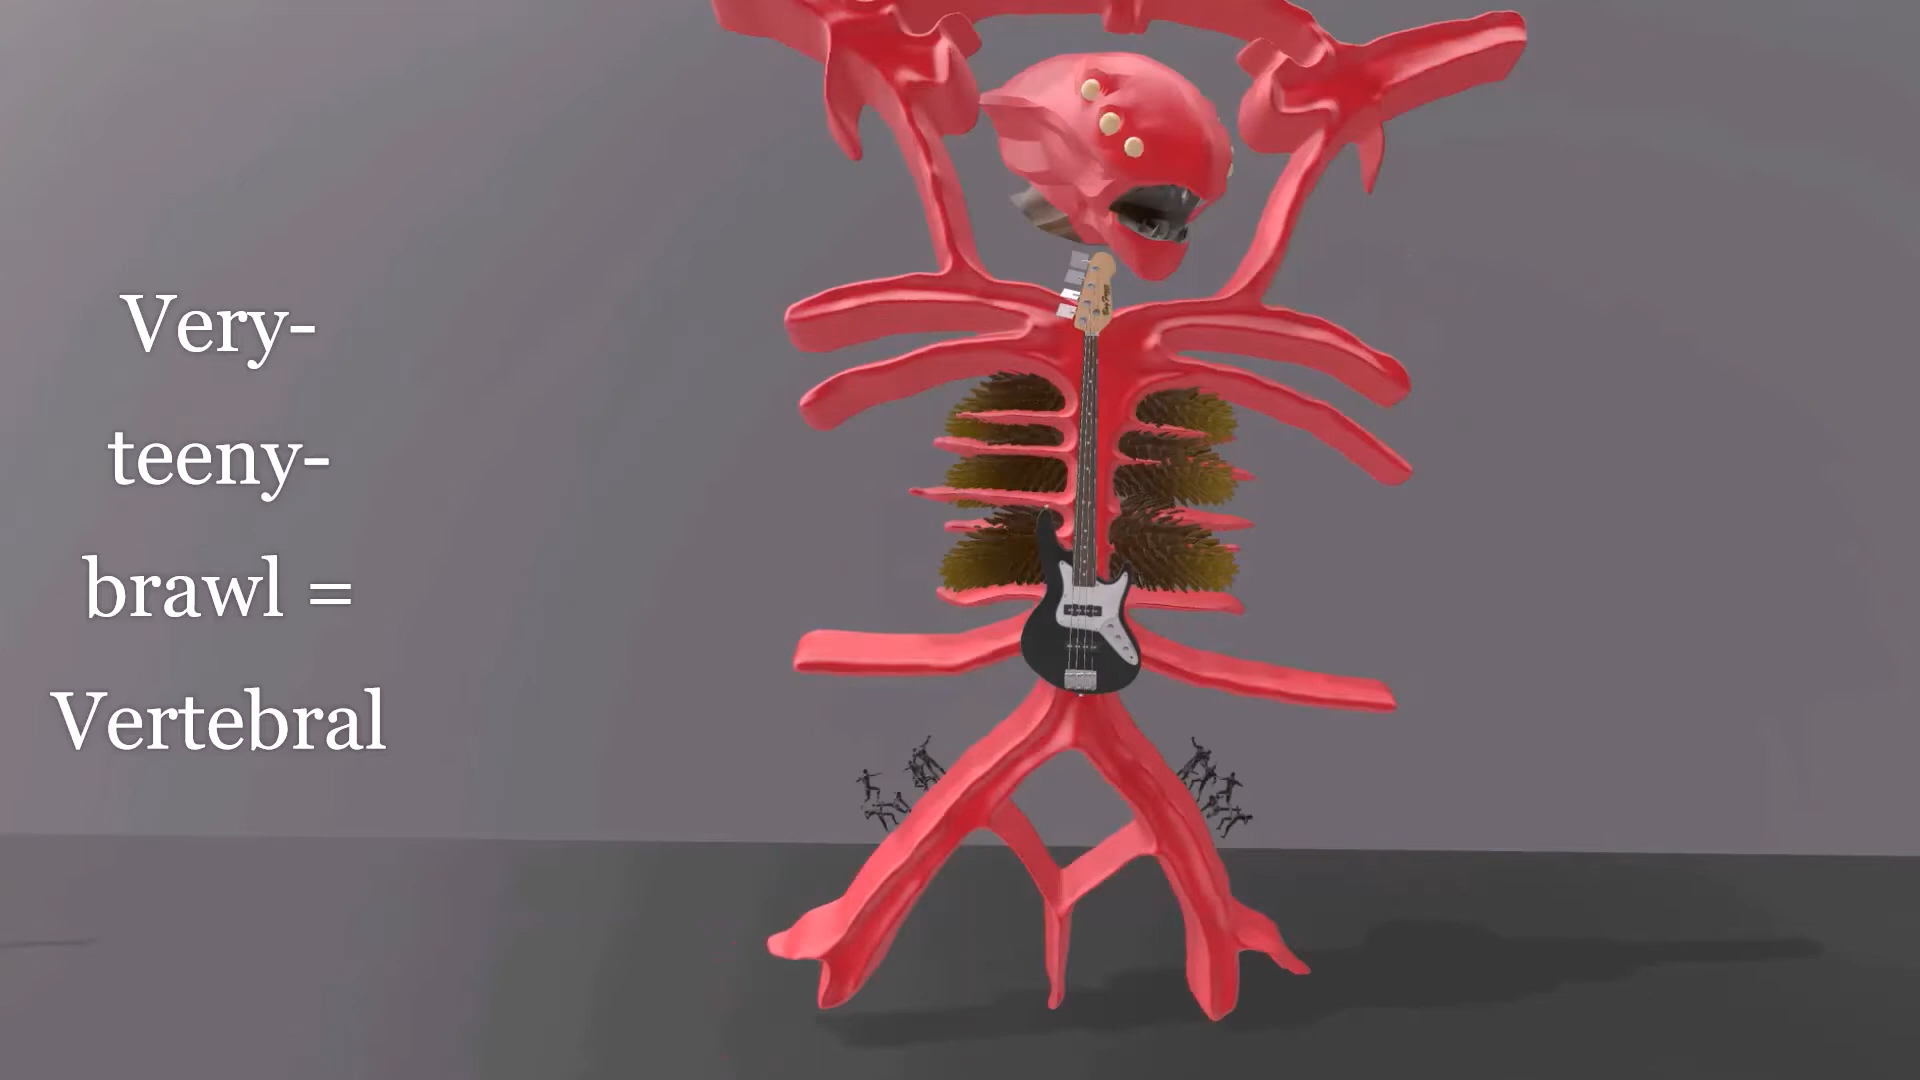 Very-
teeny-
brawl =
Vertebral